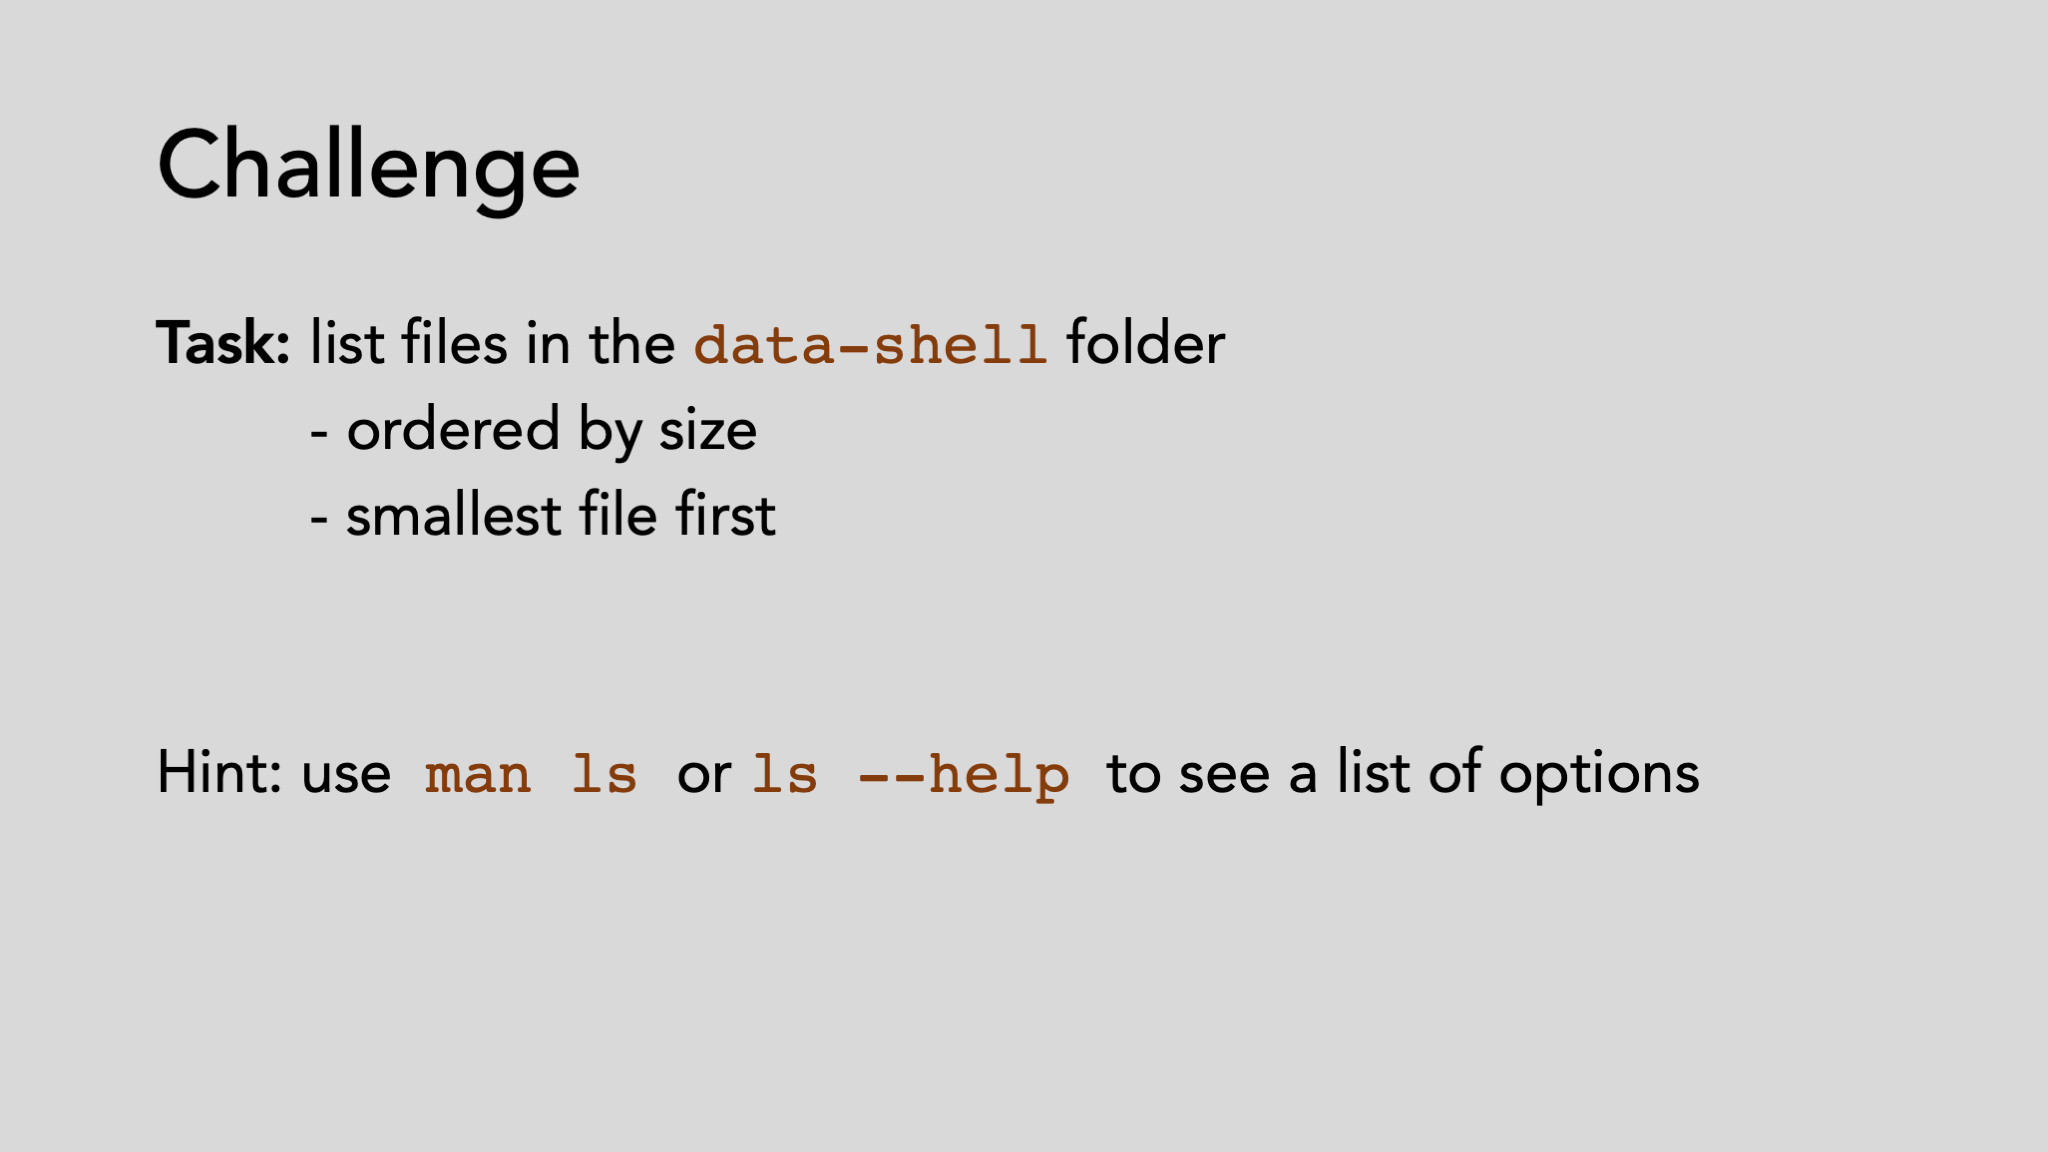 Challenge
Task: list files in the data-shell folder
- ordered by size
- smallest file first
Hint: use man ls or ls --help to see a list of options